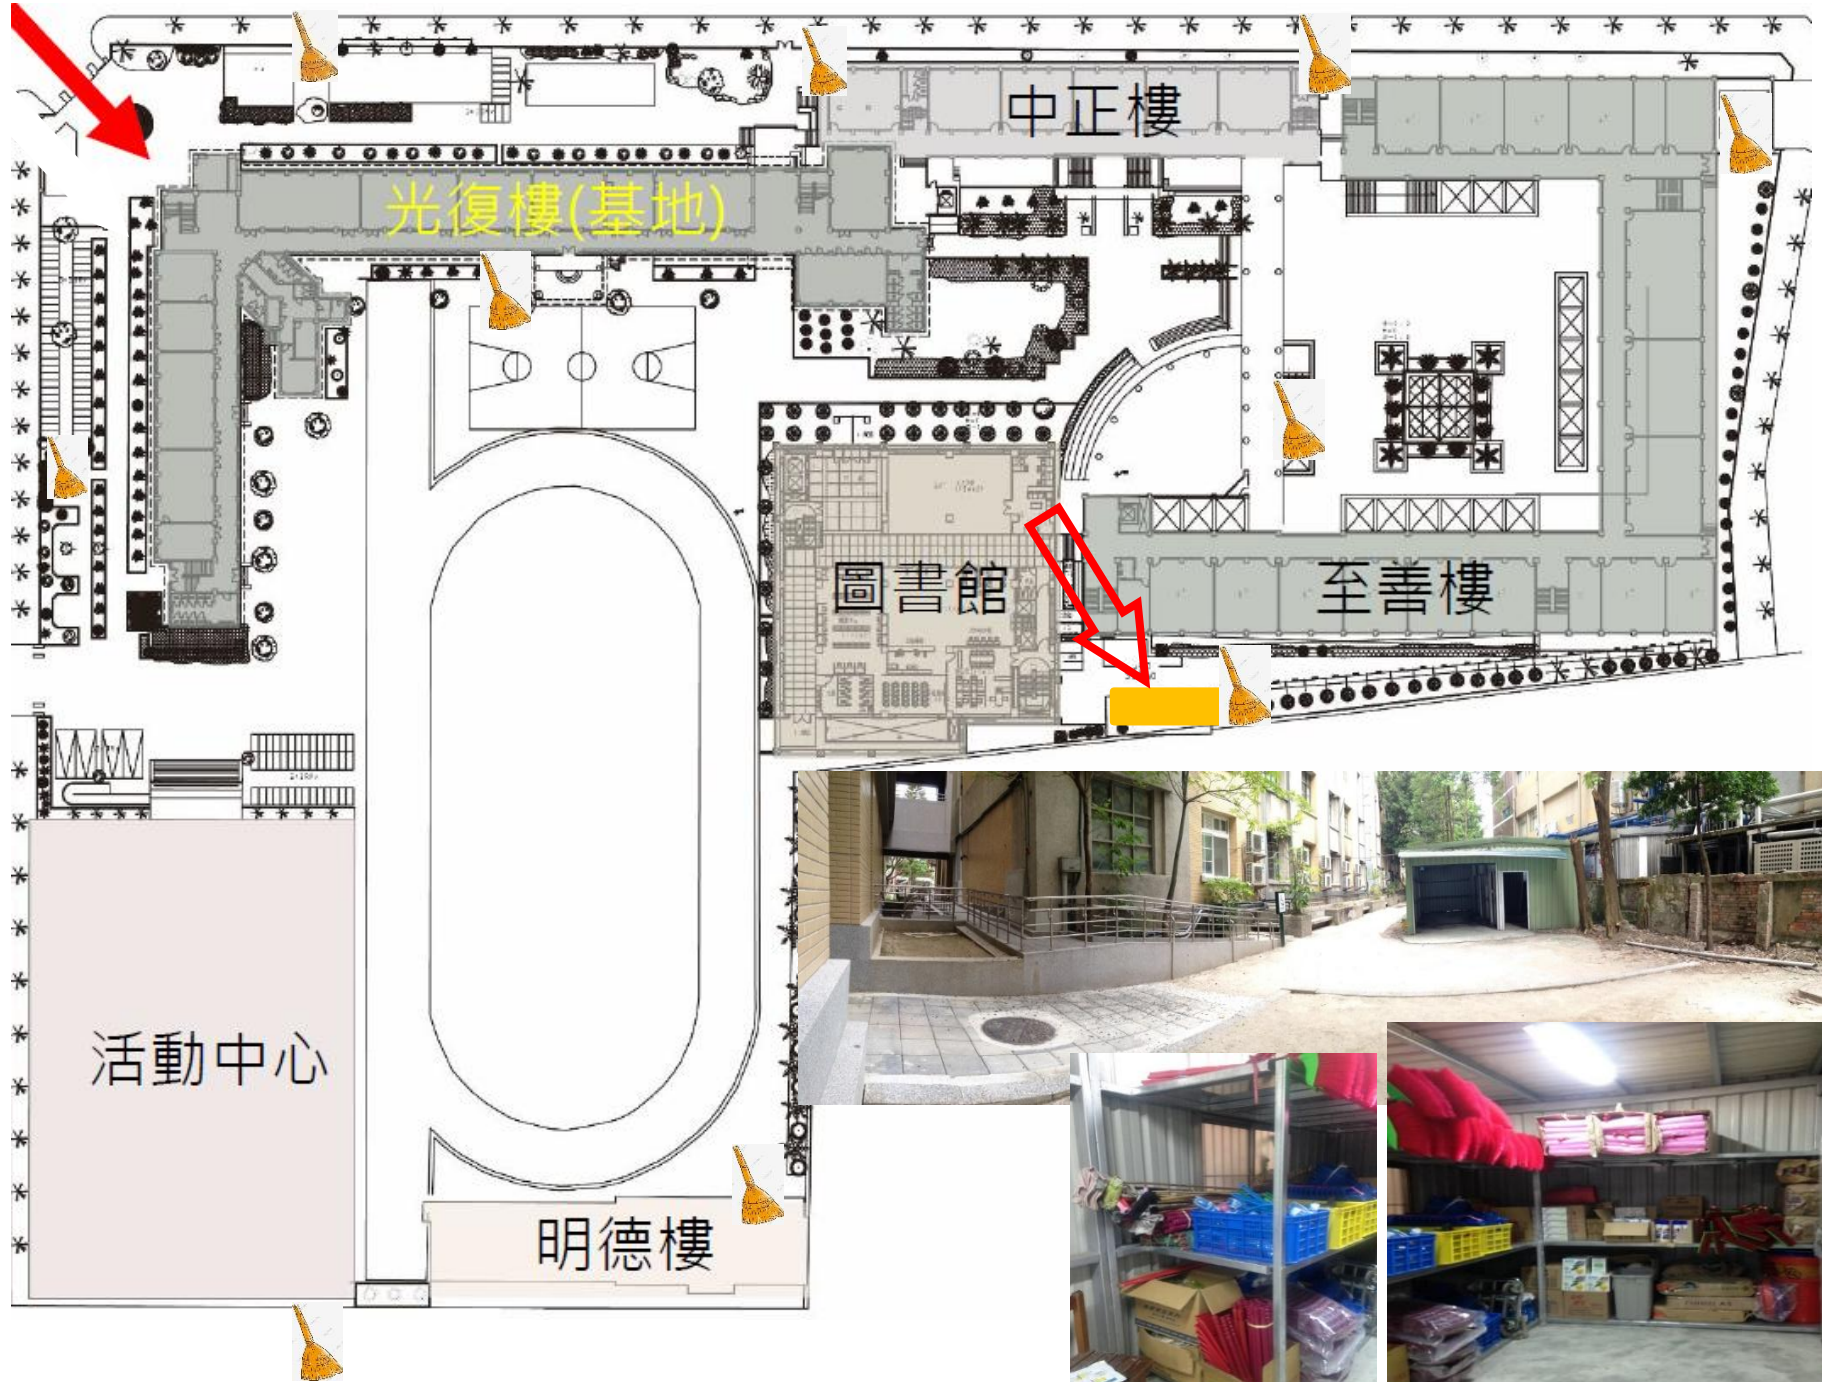 中正樓
光復樓(基地)
圖書館
至善樓
活動中心
明德樓